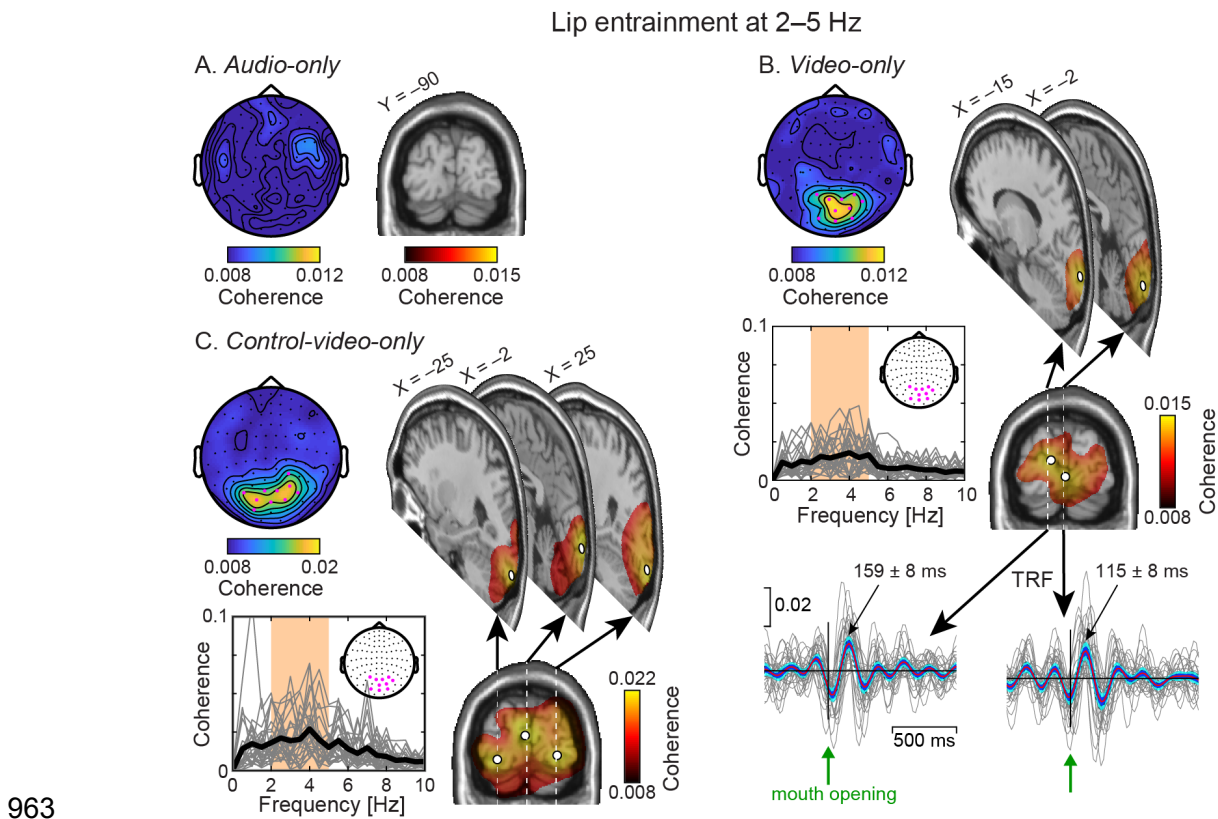 Lip entrainment at 2–5 Hz
A. Audio-only
Y = –90
0.008 0.012
Coherence
0.008 0.015
Coherence
B. Video-only
X = –15
X = –2
0.008 0.012
Coherence
0.1
Coherence
0
0 2 4 6 8 10
Frequency [Hz]
0.015
Coherence
0.008
TRF
0.02
159 ± 8 ms
115 ± 8 ms
500 ms
mouth opening
C. Control-video-only
X = –25
X = –2
X = 25
0.008 0.02
Coherence
0.1
Coherence
0
0 2 4 6 8 10
Frequency [Hz]
0.022
Coherence
0.008
963